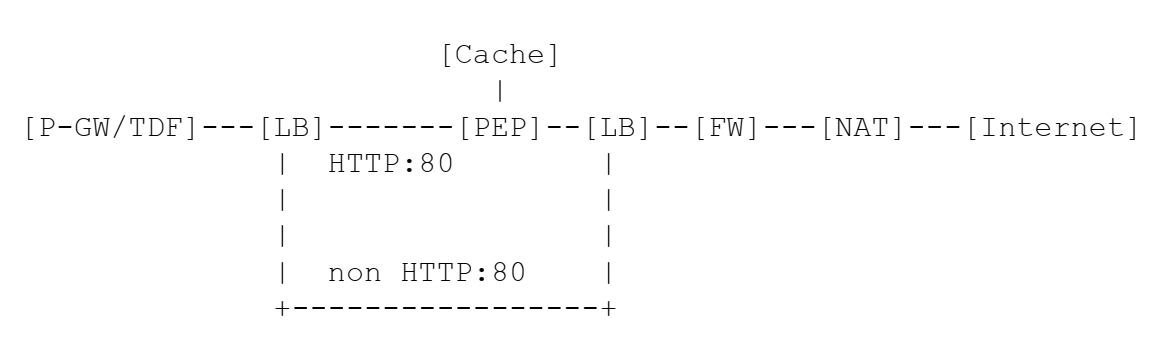 [Cache]
|
[P-GW/TDF]---[LB]-------[PEP]--[LB]--[FW]---[NAT]---[Internet]
| HTTP:80 |
| |
| |
| non HTTP:80 |
+-----------------+